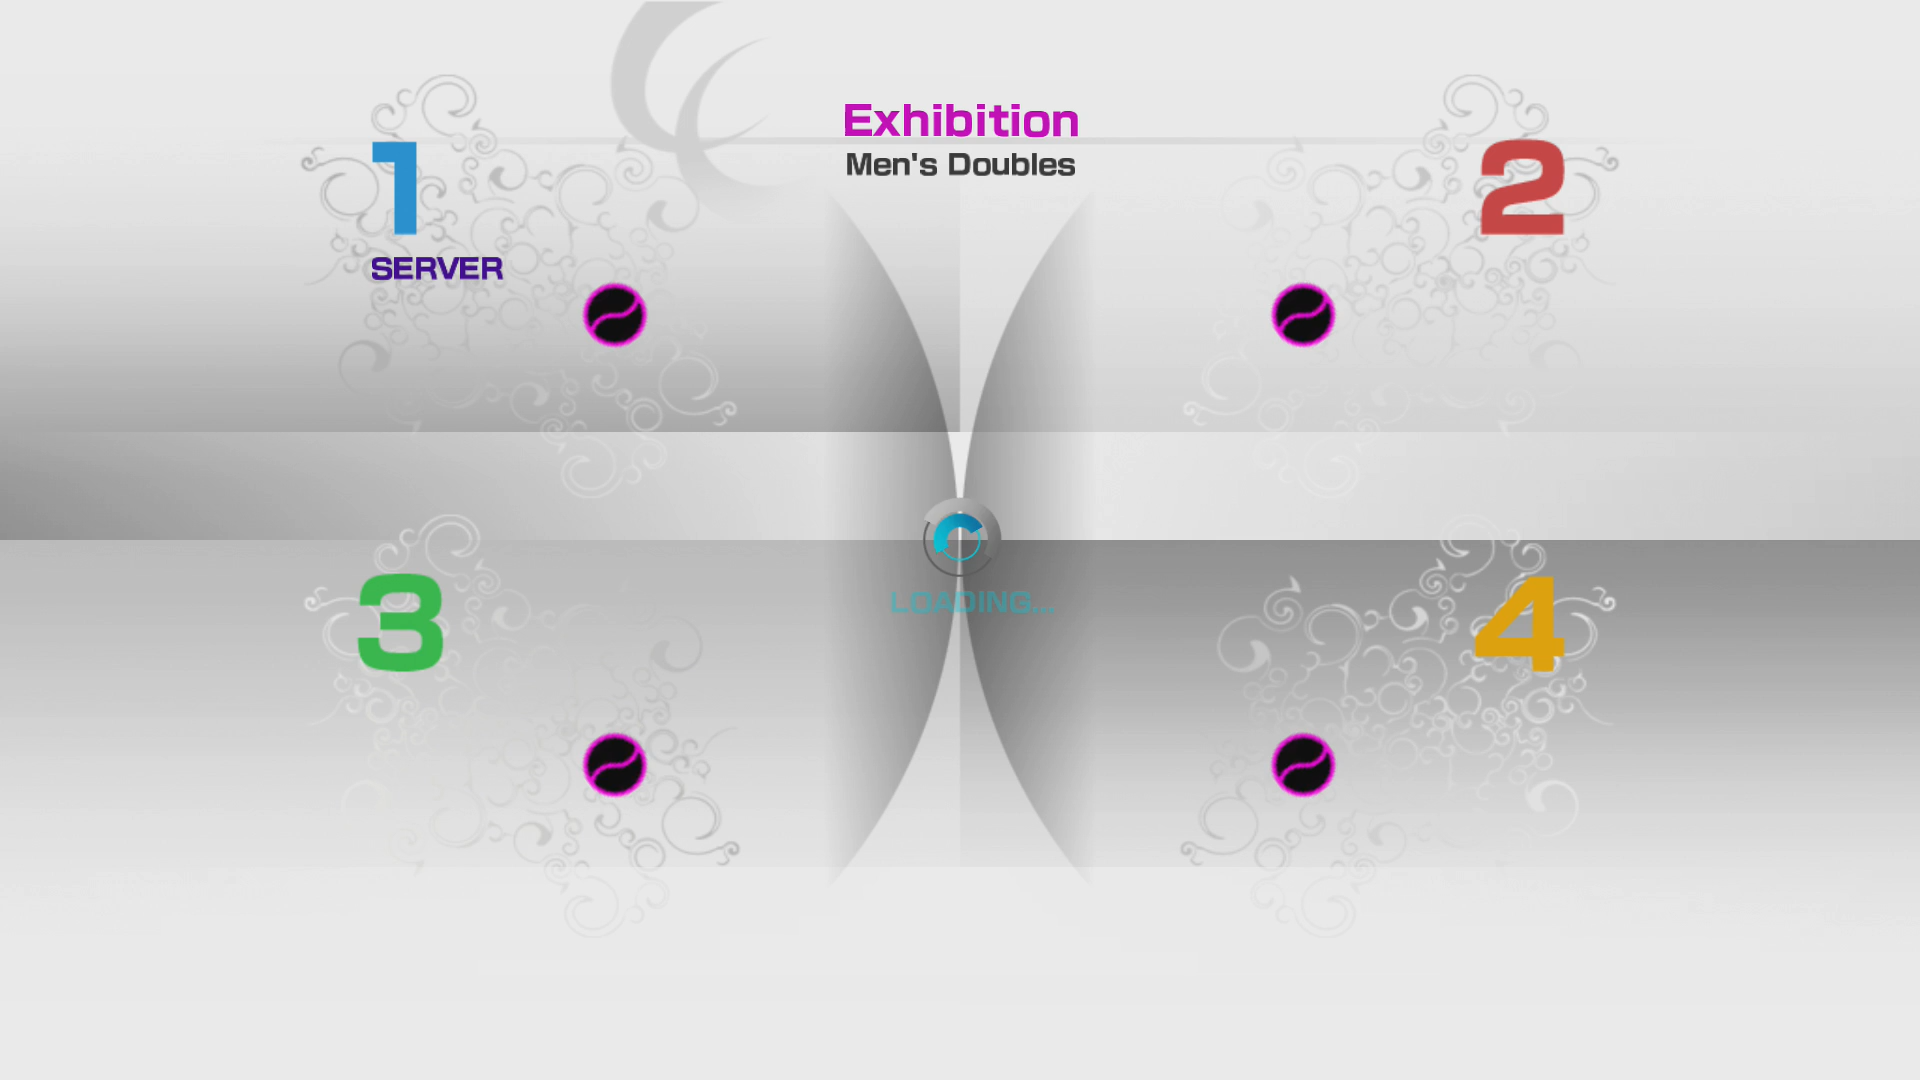 Exhibition
Men's Doubles
1
2
SERVER
LOADING...
3
4